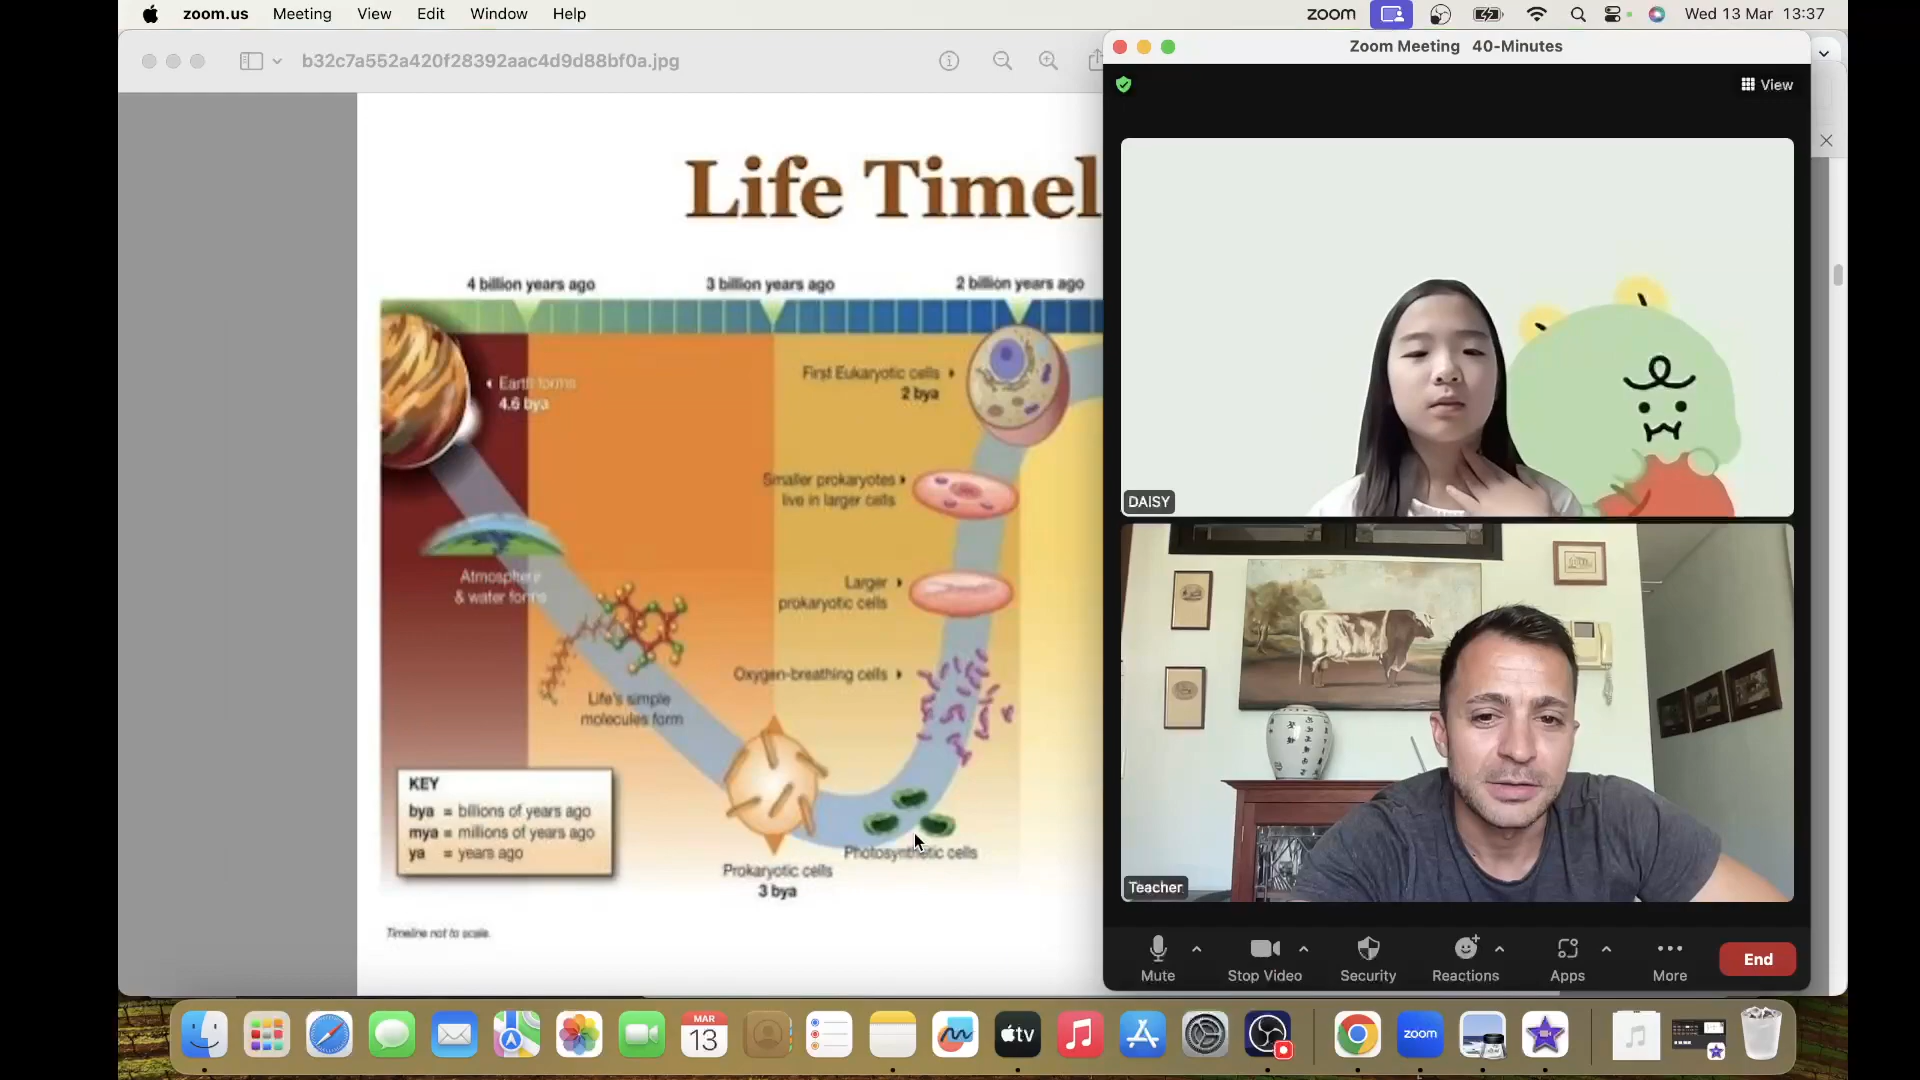 zoom.us Meeting View Edit Window Help
zoom Wed 13 Mar 13:37
b32c7a552a420f28392aac4d9d88bf0a.jpg
Life Timel
4 billion years ago 3 billion years ago 2 billion years ago
Earth forms
4.6 bya
First Eukaryotic cells
2 bya
Smaller prokaryotes
live in larger cells
Atmosphere
& water forms
Larger
prokaryotic cells
Oxygen-breathing cells
Life's simple
molecules form
KEY
bya = billions of years ago
mya = millions of years ago
ya = years ago
Photosynthetic cells
Prokaryotic cells
3 bya
Timeline not to scale.
Zoom Meeting 40-Minutes
View
DAISY
Teacher
Mute Stop Video Security Reactions Apps More End
MAR
13
tv
zoom